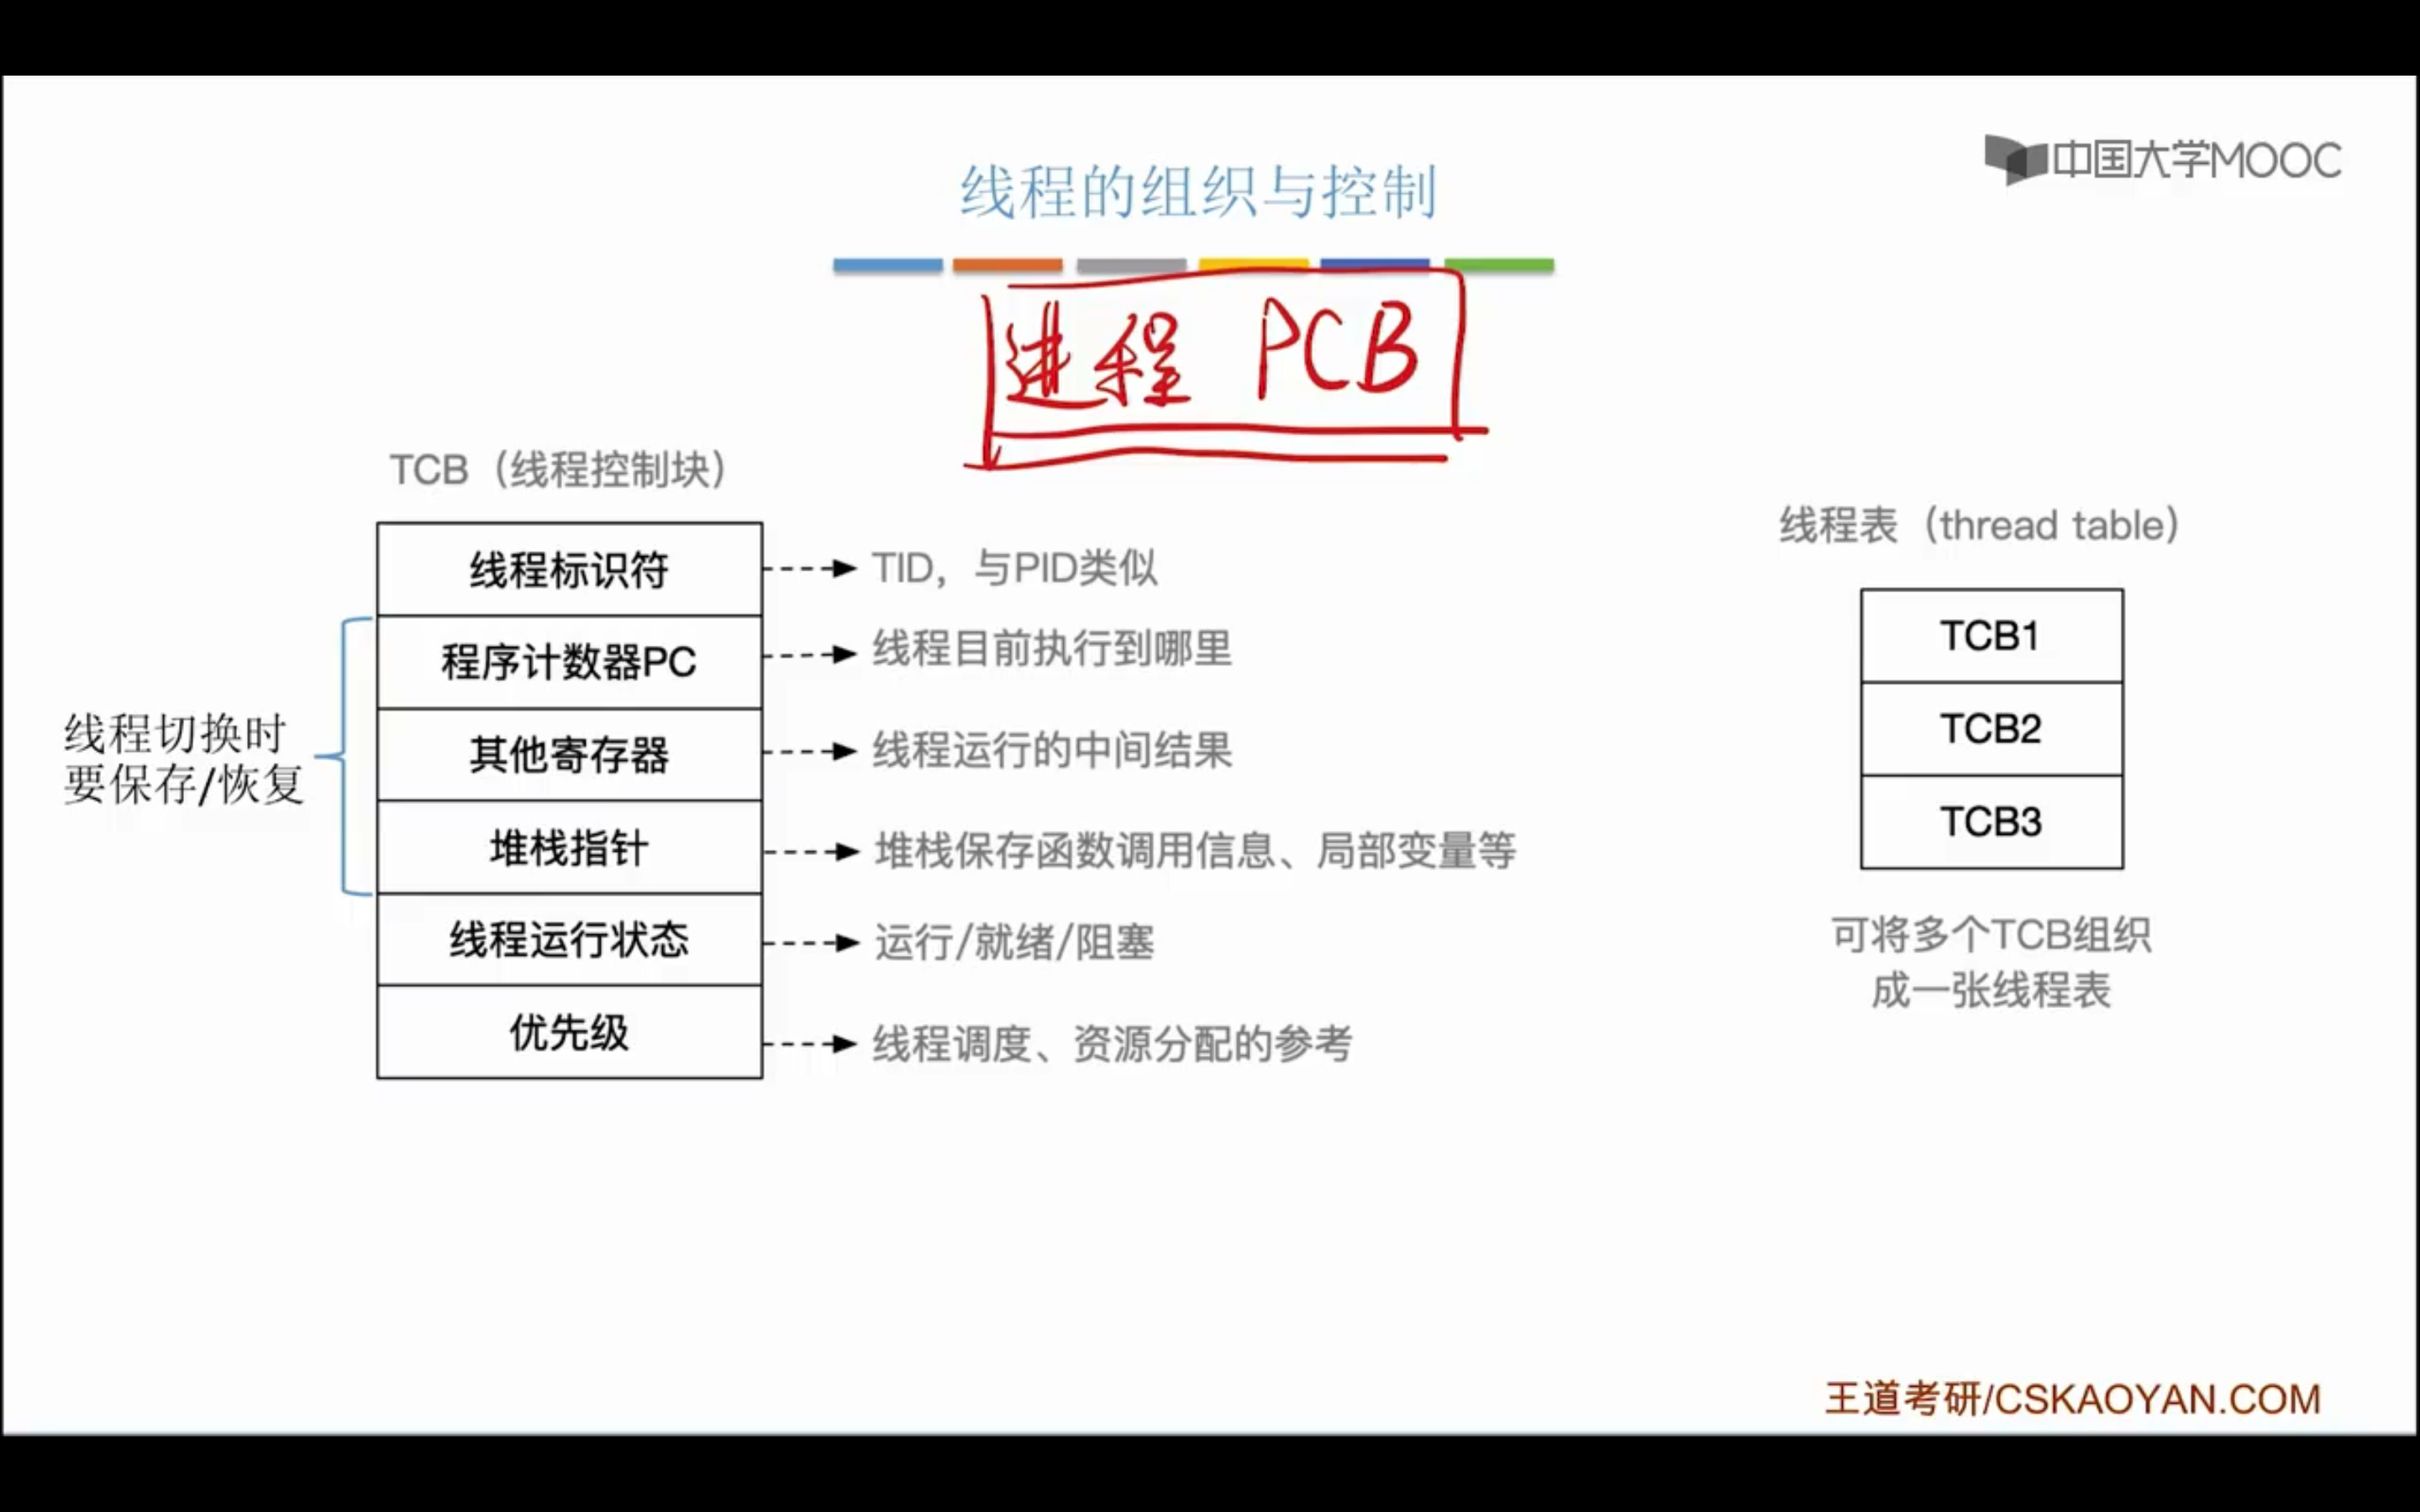 中国大学MOOC
线程的组织与控制
进程 PCB
TCB（线程控制块）
线程标识符
TID，与PID类似
程序计数器PC
线程目前执行到哪里
其他寄存器
线程运行的中间结果
堆栈指针
堆栈保存函数调用信息、局部变量等
线程运行状态
运行/就绪/阻塞
优先级
线程调度、资源分配的参考
线程切换时
要保存/恢复
线程表（thread table）
TCB1
TCB2
TCB3
可将多个TCB组织
成一张线程表
王道考研/CSKAOYAN.COM